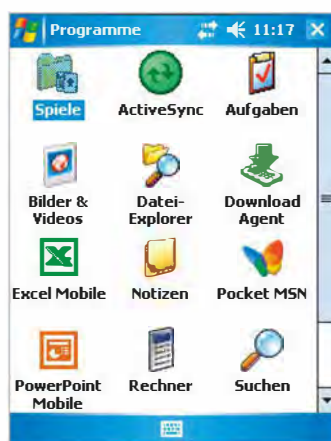 Programme 11:17
Spiele ActiveSync Aufgaben
Bilder & Datei- Download
Videos Explorer Agent
Excel Mobile Notizen Pocket MSN
PowerPoint Rechner Suchen
Mobile